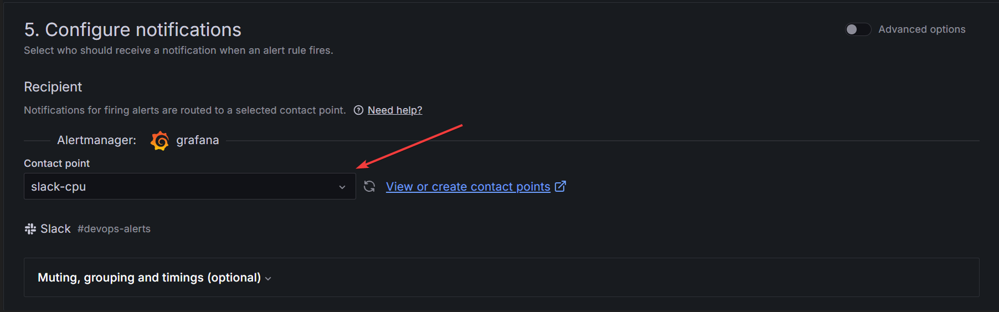 5. Configure notifications
Advanced options
Select who should receive a notification when an alert rule fires.
Recipient
Notifications for firing alerts are routed to a selected contact point. Need help?
Alertmanager: grafana
Contact point
slack-cpu
View or create contact points
Slack #devops-alerts
Muting, grouping and timings (optional)